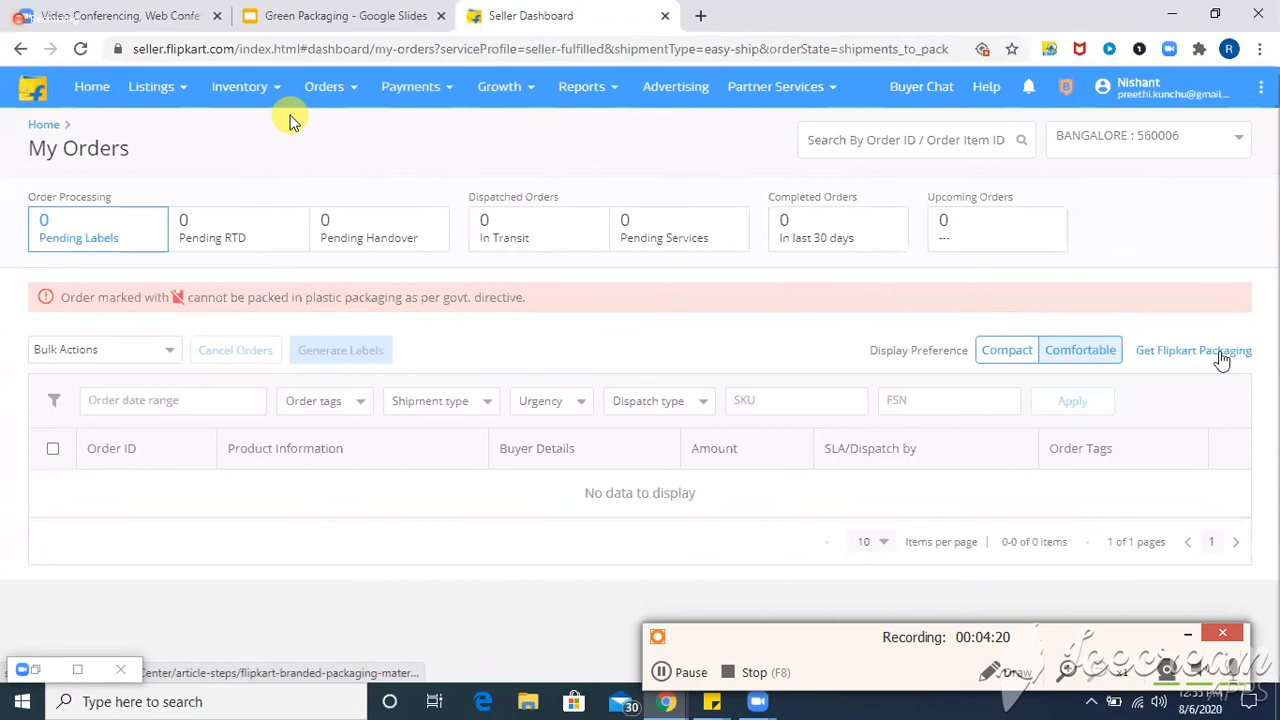 Video Conferencing, Web Conf
Green Packaging - Google Slides
Seller Dashboard
seller.flipkart.com/index.html#dashboard/my-orders?serviceProfile=seller-fulfilled&shipmentType=easy-ship&orderState=shipments_to_pack
R
Home Listings Inventory Orders Payments Growth Reports Advertising Partner Services Buyer Chat Help
Nishant
preethi.kunchu@gmail....
Home
My Orders
Search By Order ID / Order Item ID
BANGALORE : 560006
Order Processing
0
Pending Labels
0
Pending RTD
0
Pending Handover
Dispatched Orders
0
In Transit
0
Pending Services
Completed Orders
0
In last 30 days
Upcoming Orders
0
---
Order marked with cannot be packed in plastic packaging as per govt. directive.
Bulk Actions Cancel Orders Generate Labels
Display Preference Compact Comfortable Get Flipkart Packaging
Order date range Order tags Shipment type Urgency Dispatch type SKU FSN Apply
Order ID Product Information Buyer Details Amount SLA/Dispatch by Order Tags
No data to display
10 Items per page 0-0 of 0 items 1 of 1 pages 1
Recording: 00:04:20
Pause Stop (F8) Draw
Icecream
APPS
Center/article-steps/flipkart-branded-packaging-mater...
Type here to search
30
12:55 PM
8/6/2020